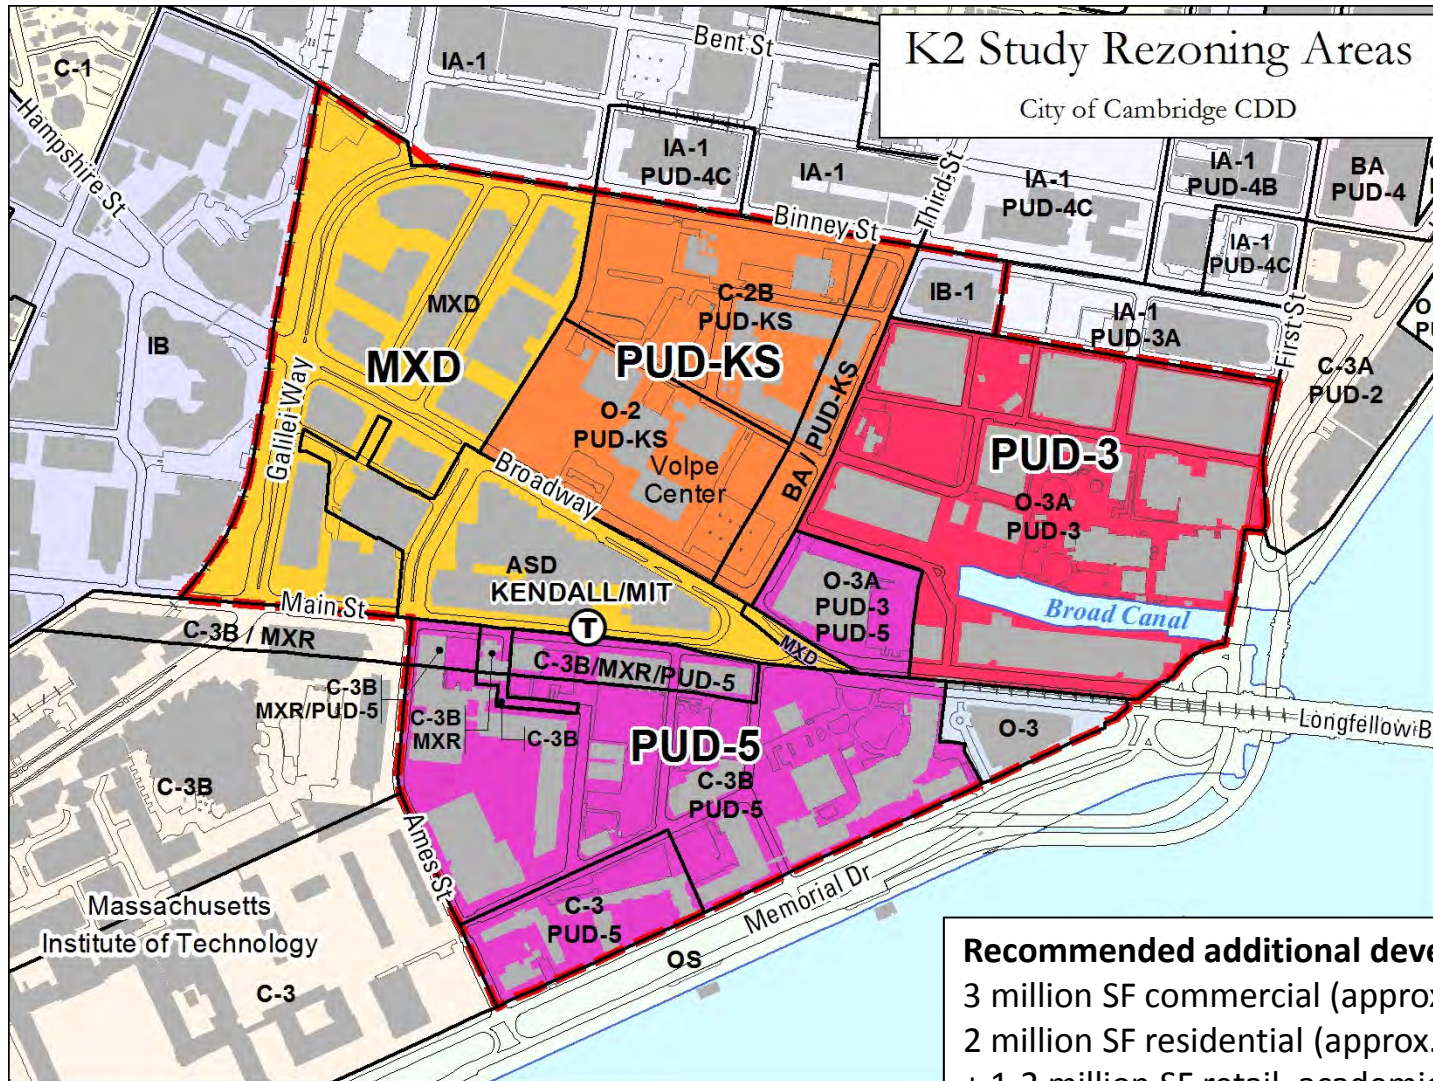 K2 Study Rezoning Areas
City of Cambridge CDD
Bent St
C-1
IA-1
Hampshire St
IA-1
PUD-4C
IA-1
Third St
IA-1
PUD-4C
IA-1
PUD-4B
BA
PUD-4
IA-1
PUD-4C
Binney St
IB-1
IA-1
PUD-3A
First St
C-3A
PUD-2
IB
MXD
MXD
Galilei Way
C-2B
PUD-KS
PUD-KS
O-2
PUD-KS
Volpe
Center
BA / PUD-KS
Broadway
PUD-3
O-3A
PUD-3
ASD
KENDALL/MIT
T
O-3A
PUD-3
PUD-5
Broad Canal
Main St
C-3B / MXR
MXD
C-3B/MXR/PUD-5
C-3B
MXR/PUD-5
C-3B
MXR
C-3B
PUD-5
C-3B
PUD-5
O-3
Longfellow B
C-3B
Ames St
Massachusetts
Institute of Technology
C-3
C-3
PUD-5
Memorial Dr
OS
Recommended additional deve
3 million SF commercial (approx
2 million SF residential (approx.